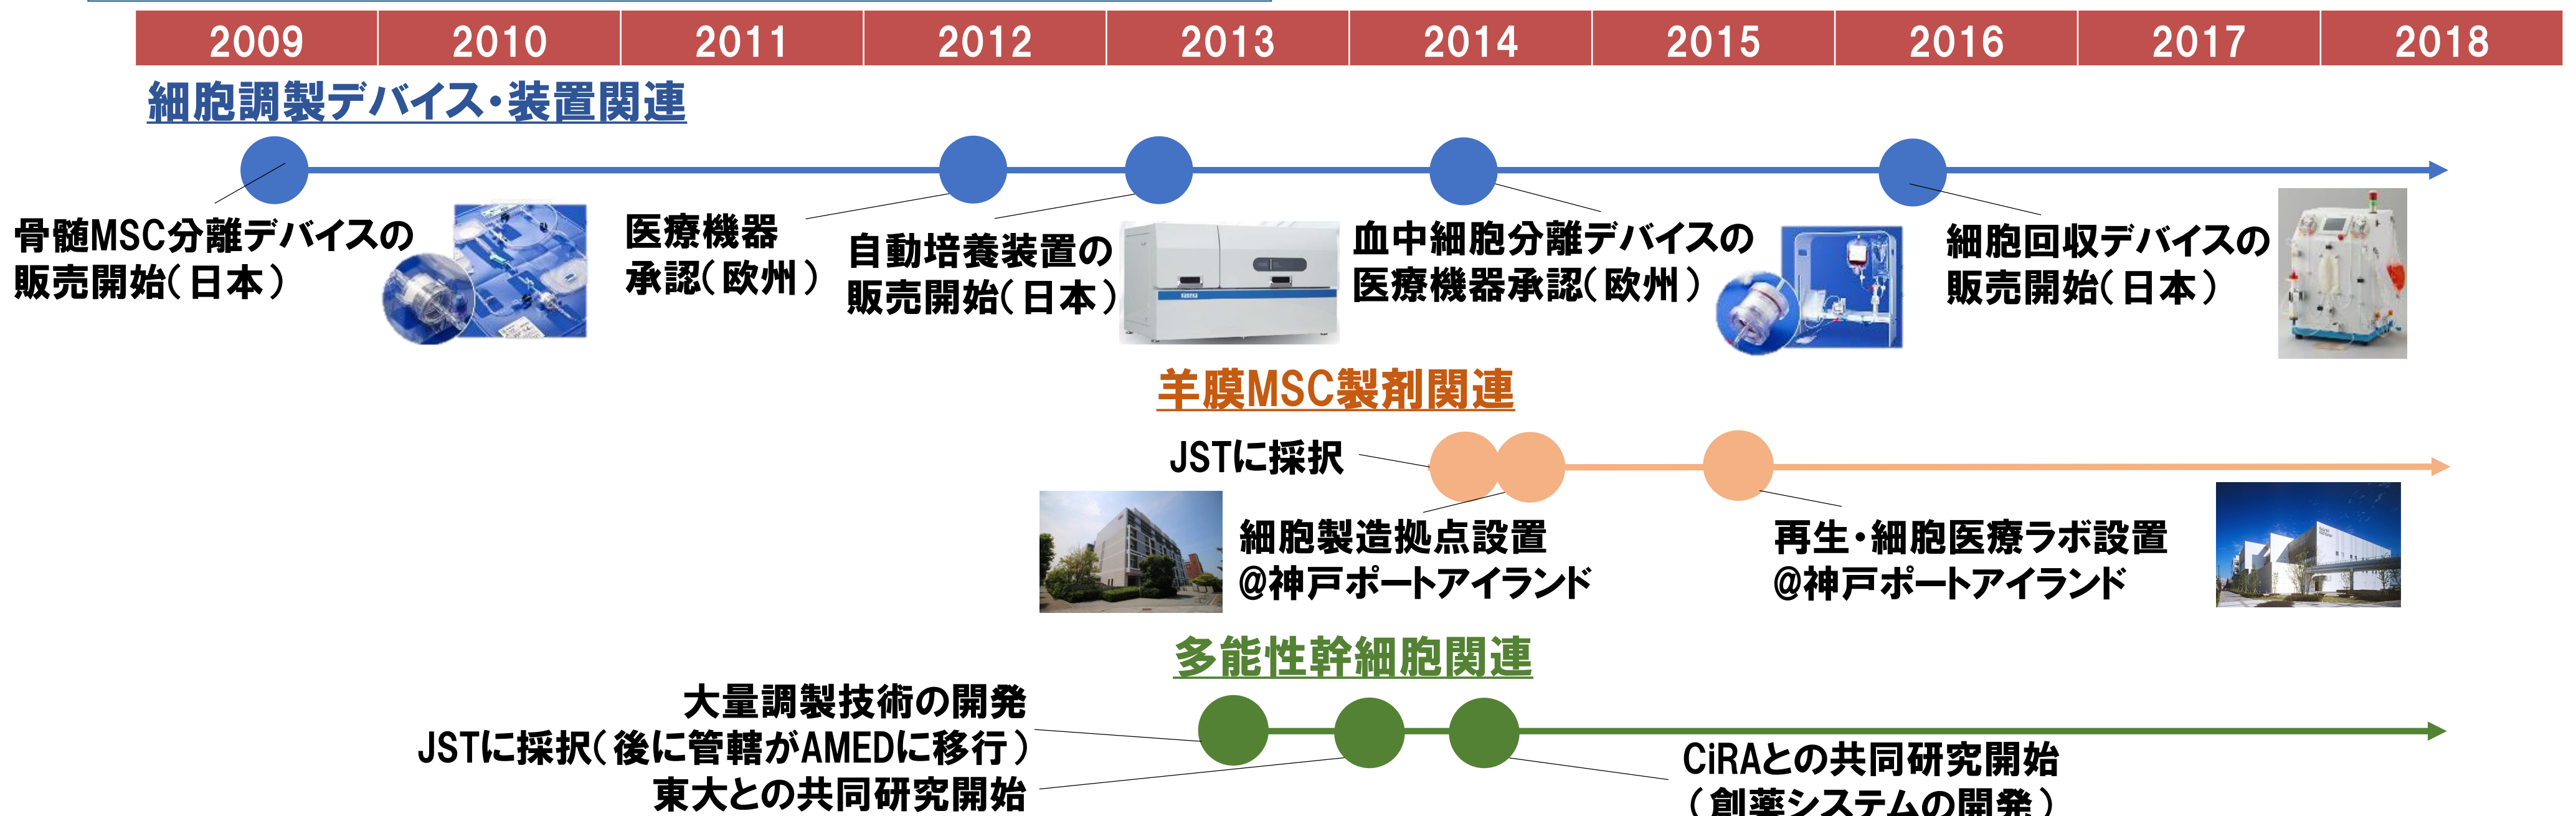 2009 2010 2011 2012 2013 2014 2015 2016 2017 2018
細胞調製デバイス・装置関連
骨髄MSC分離デバイスの
販売開始(日本)
医療機器
承認(欧州)
自動培養装置の
販売開始(日本)
血中細胞分離デバイスの
医療機器承認(欧州)
細胞回収デバイスの
販売開始(日本)
羊膜MSC製剤関連
JSTに採択
細胞製造拠点設置
@神戸ポートアイランド
再生・細胞医療ラボ設置
@神戸ポートアイランド
多能性幹細胞関連
大量調製技術の開発
JSTに採択(後に管轄がAMEDに移行)
東大との共同研究開始
CiRAとの共同研究開始
(創薬システムの開発)